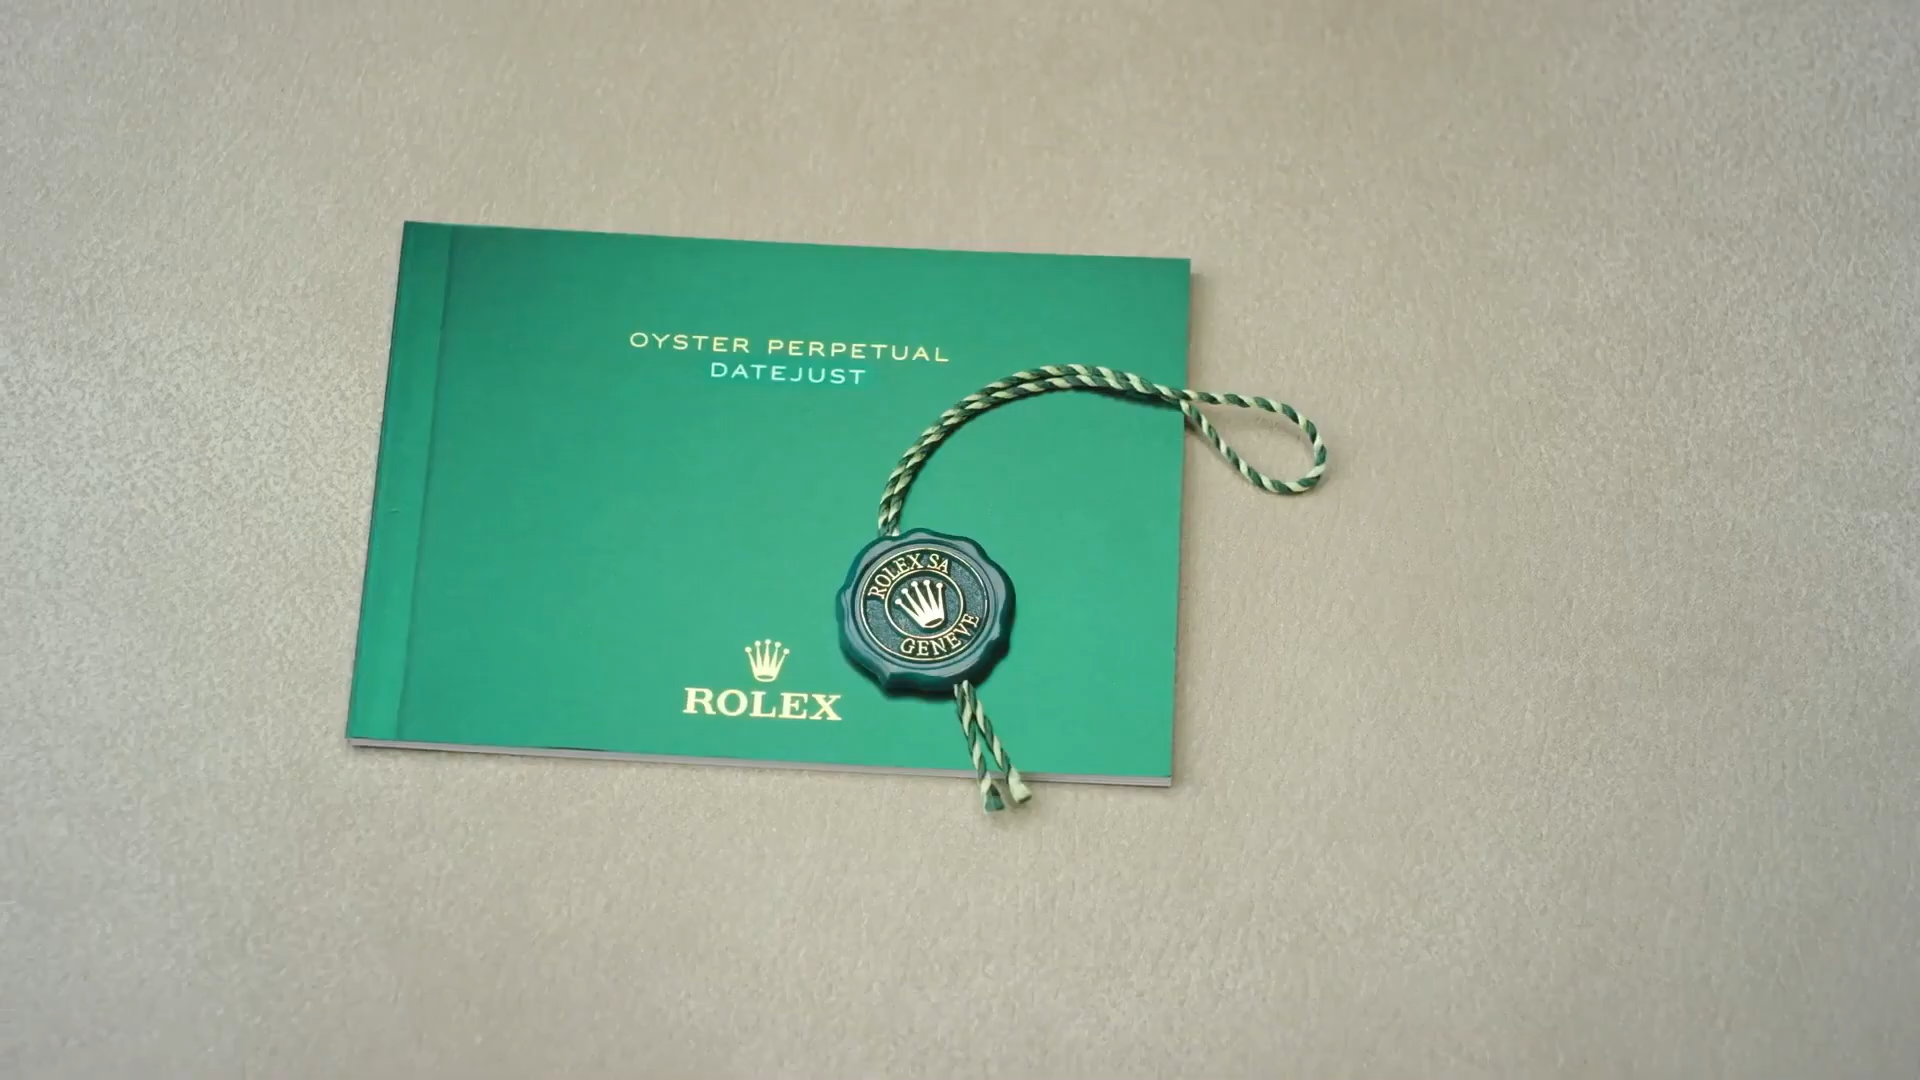 OYSTER PERPETUAL
DATEJUST
ROLEX SA
GENEVE
ROLEX